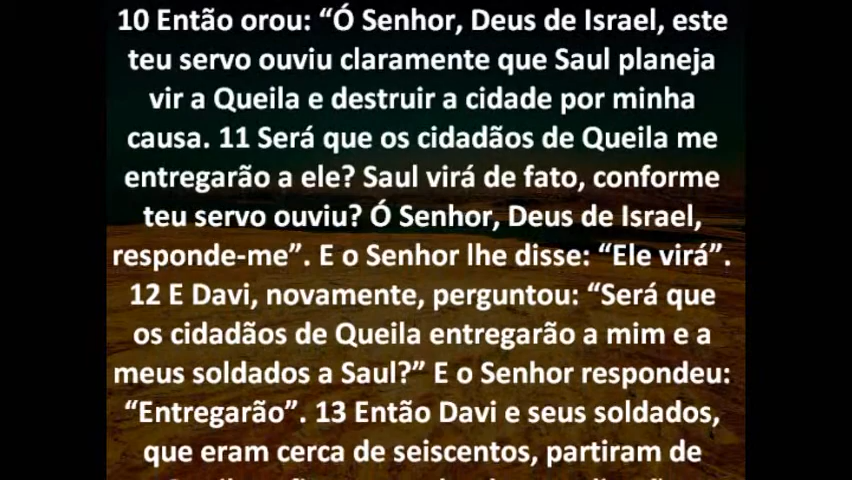 10 Então orou: “Ó Senhor, Deus de Israel, este
teu servo ouviu claramente que Saul planeja
vir a Queila e destruir a cidade por minha
causa. 11 Será que os cidadãos de Queila me
entregarão a ele? Saul virá de fato, conforme
teu servo ouviu? Ó Senhor, Deus de Israel,
responde-me”. E o Senhor lhe disse: “Ele virá”.
12 E Davi, novamente, perguntou: “Será que
os cidadãos de Queila entregarão a mim e a
meus soldados a Saul?” E o Senhor respondeu:
“Entregarão”. 13 Então Davi e seus soldados,
que eram cerca de seiscentos, partiram de